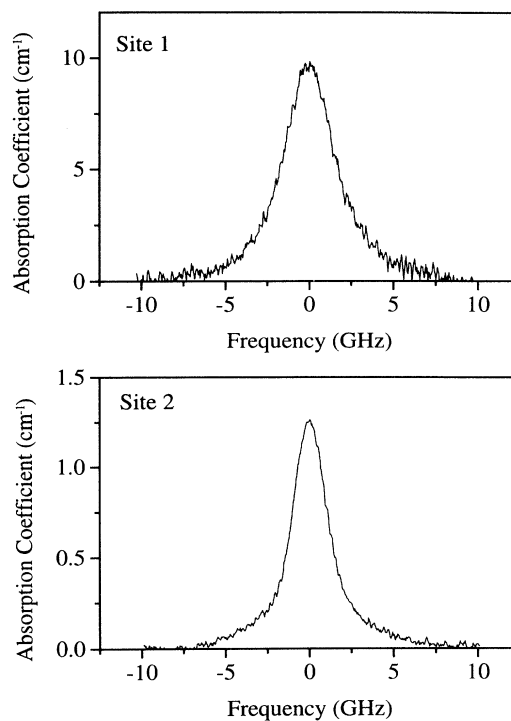 Site 1
Absorption Coefficient (cm⁻¹)
10
5
0
-10 -5 0 5 10
Frequency (GHz)
Site 2
Absorption Coefficient (cm⁻¹)
1.5
1.0
0.5
0.0
-10 -5 0 5 10
Frequency (GHz)